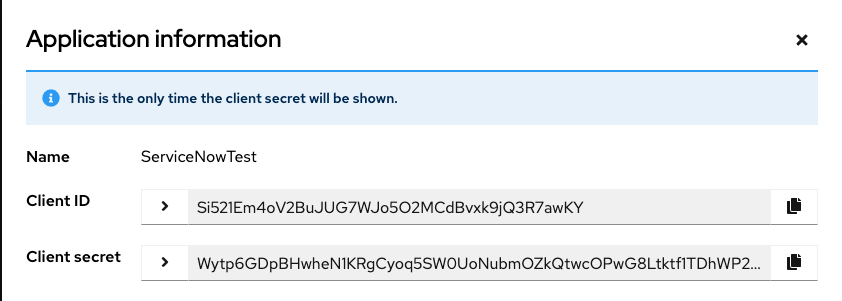 Application information
This is the only time the client secret will be shown.
Name ServiceNowTest
Client ID Si521Em4oV2BuJUG7WJo5O2MCdBvxk9jQ3R7awKY
Client secret Wytp6GDpBHwheN1KRgCyoq5SW0UoNubmOZkQtwcOPwG8Ltktf1TDhWP2...